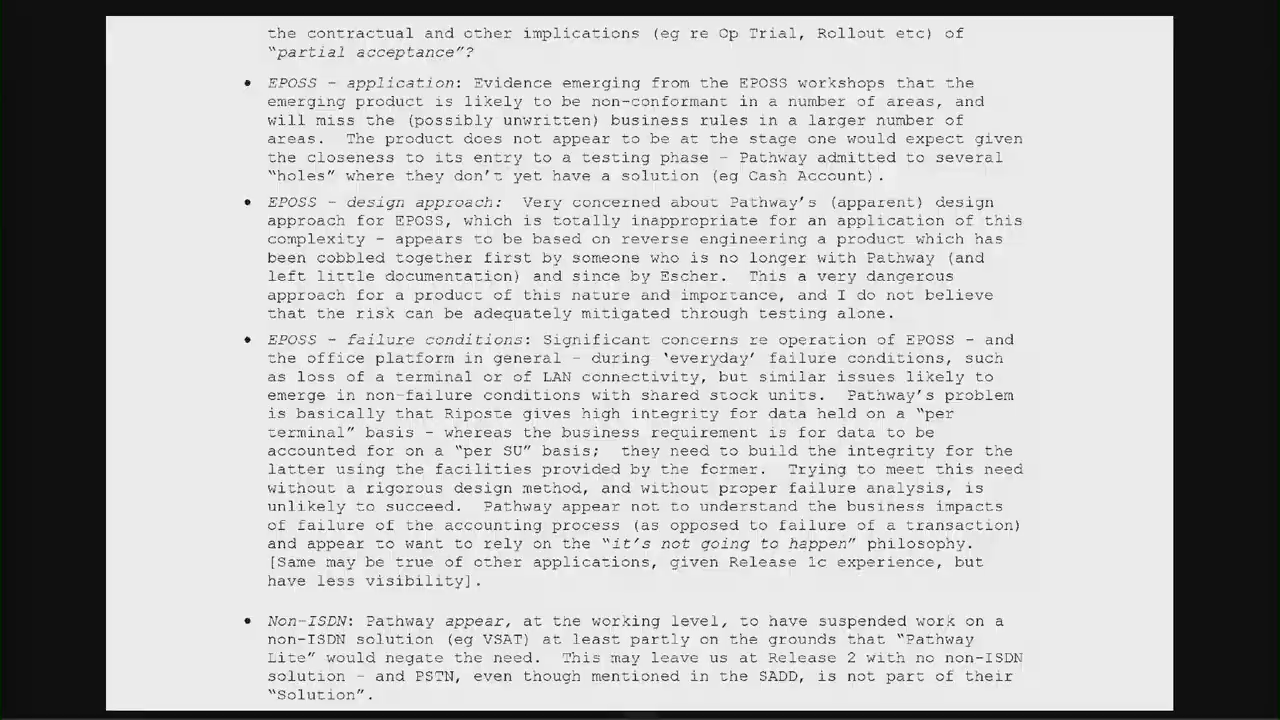 the contractual and other implications (eg re Op Trial, Rollout etc) of
“partial acceptance”?
• EPOSS – application: Evidence emerging from the EPOSS workshops that the
emerging product is likely to be non-conformant in a number of areas, and
will miss the (possibly unwritten) business rules in a larger number of
areas. The product does not appear to be at the stage one would expect given
the closeness to its entry to a testing phase – Pathway admitted to several
“holes” where they don’t yet have a solution (eg Cash Account).
• EPOSS – design approach: Very concerned about Pathway’s (apparent) design
approach for EPOSS, which is totally inappropriate for an application of this
complexity – appears to be based on reverse engineering a product which has
been cobbled together first by someone who is no longer with Pathway (and
left little documentation) and since by Escher. This a very dangerous
approach for a product of this nature and importance, and I do not believe
that the risk can be adequately mitigated through testing alone.
• EPOSS – failure conditions: Significant concerns re operation of EPOSS – and
the office platform in general – during ‘everyday’ failure conditions, such
as loss of a terminal or of LAN connectivity, but similar issues likely to
emerge in non-failure conditions with shared stock units. Pathway’s problem
is basically that Riposte gives high integrity for data held on a “per
terminal” basis – whereas the business requirement is for data to be
accounted for on a “per SU” basis; they need to build the integrity for the
latter using the facilities provided by the former. Trying to meet this need
without a rigorous design method, and without proper failure analysis, is
unlikely to succeed. Pathway appear not to understand the business impacts
of failure of the accounting process (as opposed to failure of a transaction)
and appear to want to rely on the “it’s not going to happen” philosophy.
[Same may be true of other applications, given Release 1c experience, but
have less visibility].
• Non-ISDN: Pathway appear, at the working level, to have suspended work on a
non-ISDN solution (eg VSAT) at least partly on the grounds that “Pathway
Lite” would negate the need. This may leave us at Release 2 with no non-ISDN
solution – and PSTN, even though mentioned in the SADD, is not part of their
“Solution”.